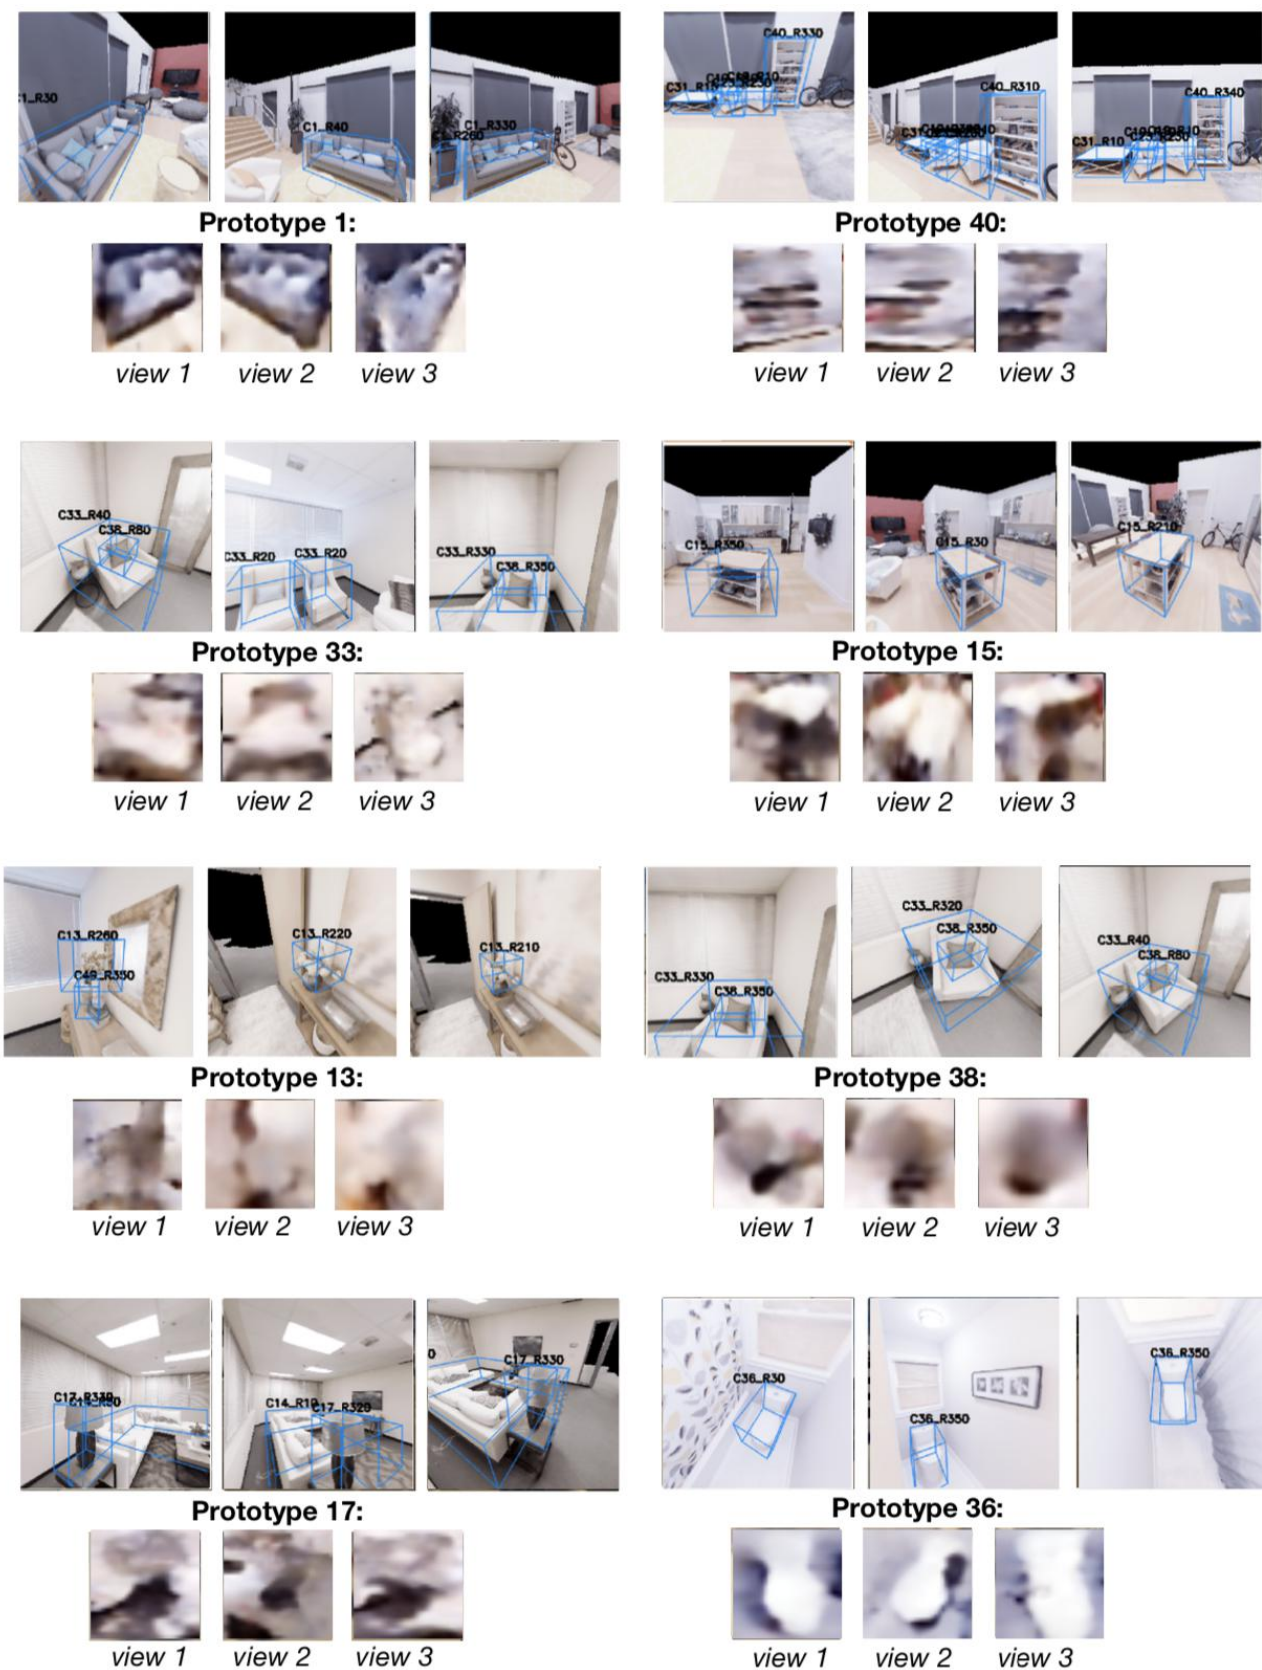 C1_R30
C1_R40
C1_R330
C1_R260
C40_R330
C31_R10
C40_R310
C40_R340
C31_R10
Prototype 1:
Prototype 40:
view 1 view 2 view 3
view 1 view 2 view 3
C33_R40
C38_R80
C33_R20
C33_R20
C33_R330
C38_R350
C15_R350
C15_R30
C15_R210
Prototype 33:
Prototype 15:
view 1 view 2 view 3
view 1 view 2 view 3
C13_R260
C49_R350
C13_R220
C13_R210
C33_R330
C38_R350
C33_R320
C38_R350
C33_R40
C38_R80
Prototype 13:
Prototype 38:
view 1 view 2 view 3
view 1 view 2 view 3
C14_R10
C17_R320
C17_R330
C36_R30
C36_R350
C36_R350
Prototype 17:
Prototype 36:
view 1 view 2 view 3
view 1 view 2 view 3